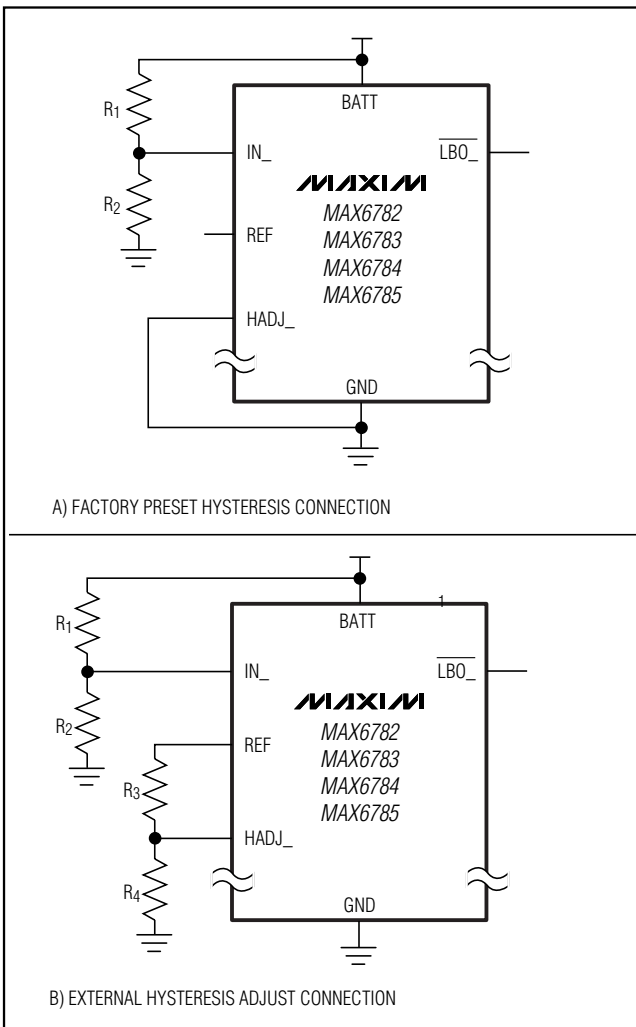 BATT
R1
IN_
LBO_
MAXIM
R2
MAX6782
MAX6783
REF
MAX6784
MAX6785
HADJ_
GND
A) FACTORY PRESET HYSTERESIS CONNECTION
1
BATT
R1
IN_
LBO_
MAXIM
R2
MAX6782
REF
MAX6783
MAX6784
R3
MAX6785
HADJ_
R4
GND
B) EXTERNAL HYSTERESIS ADJUST CONNECTION